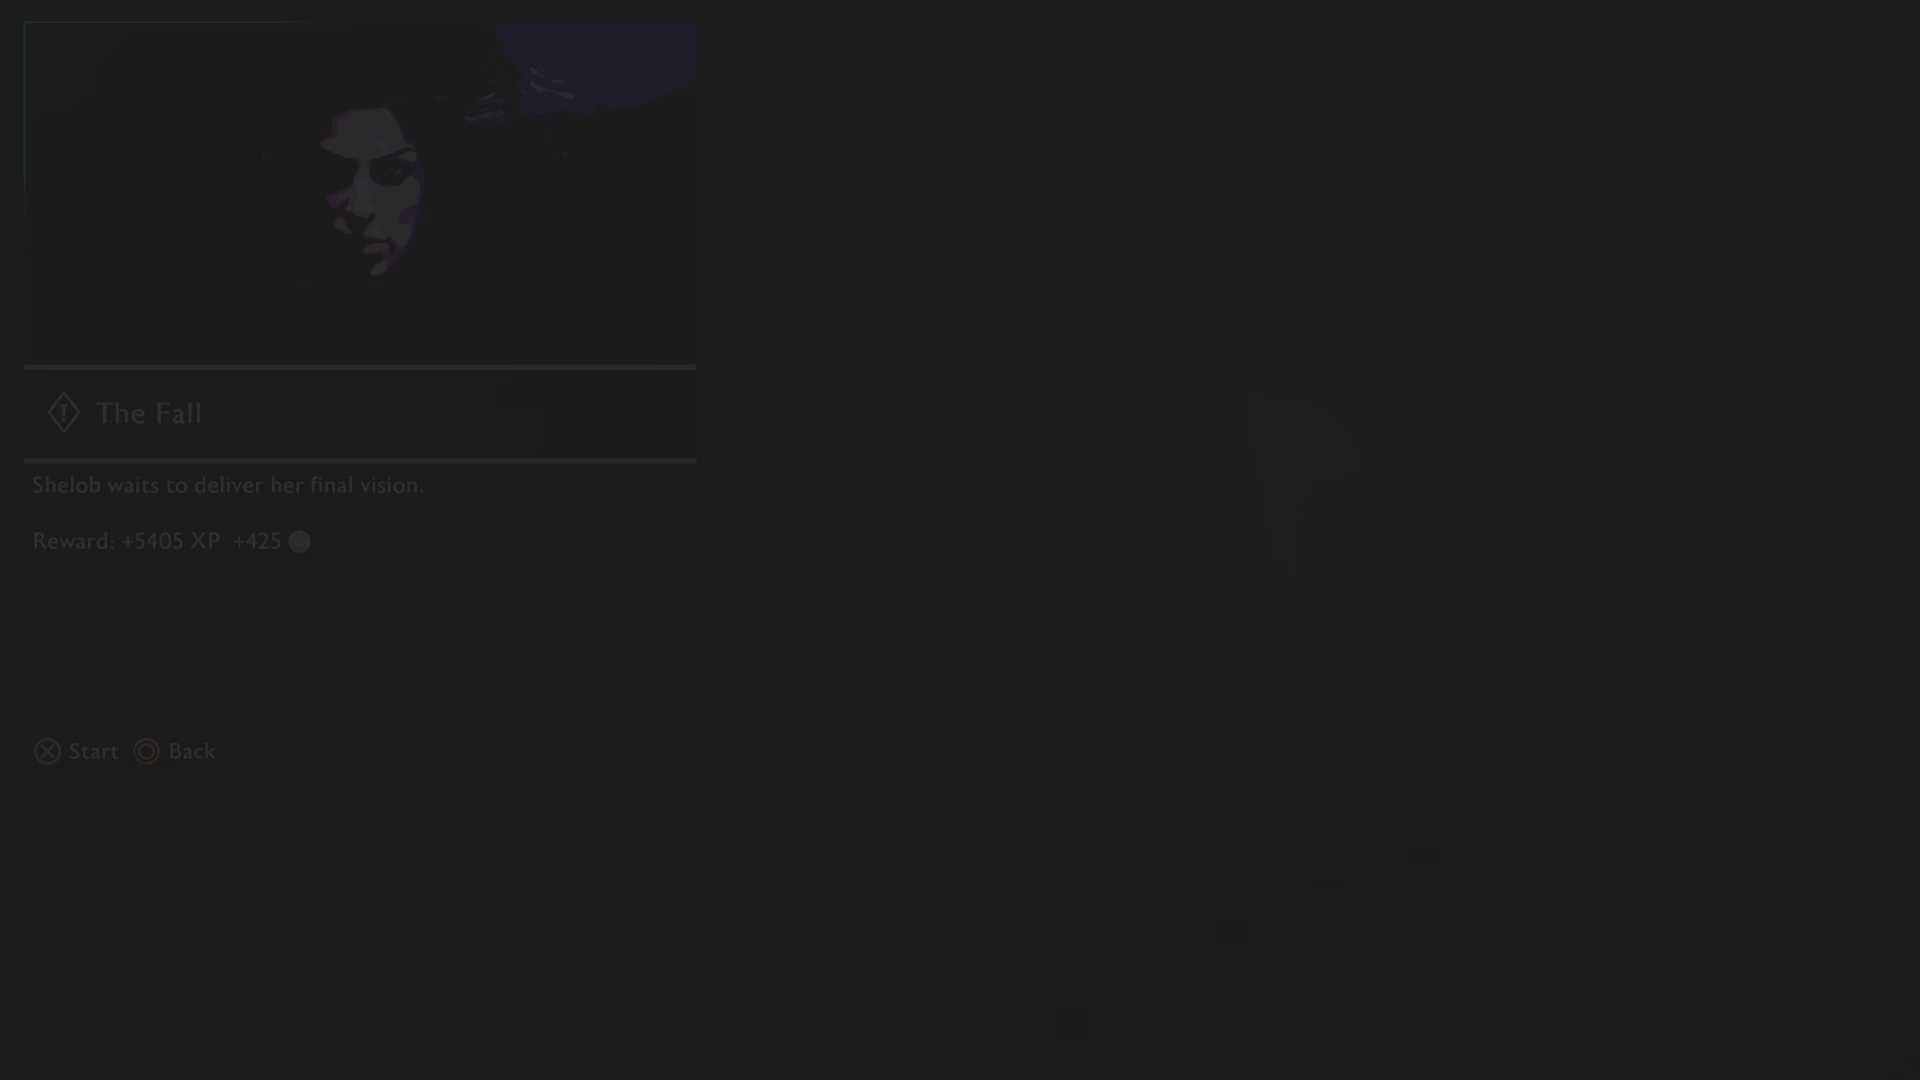 The Fall
Shelob waits to deliver her final vision.
Reward: +5405 XP +425
Start Back